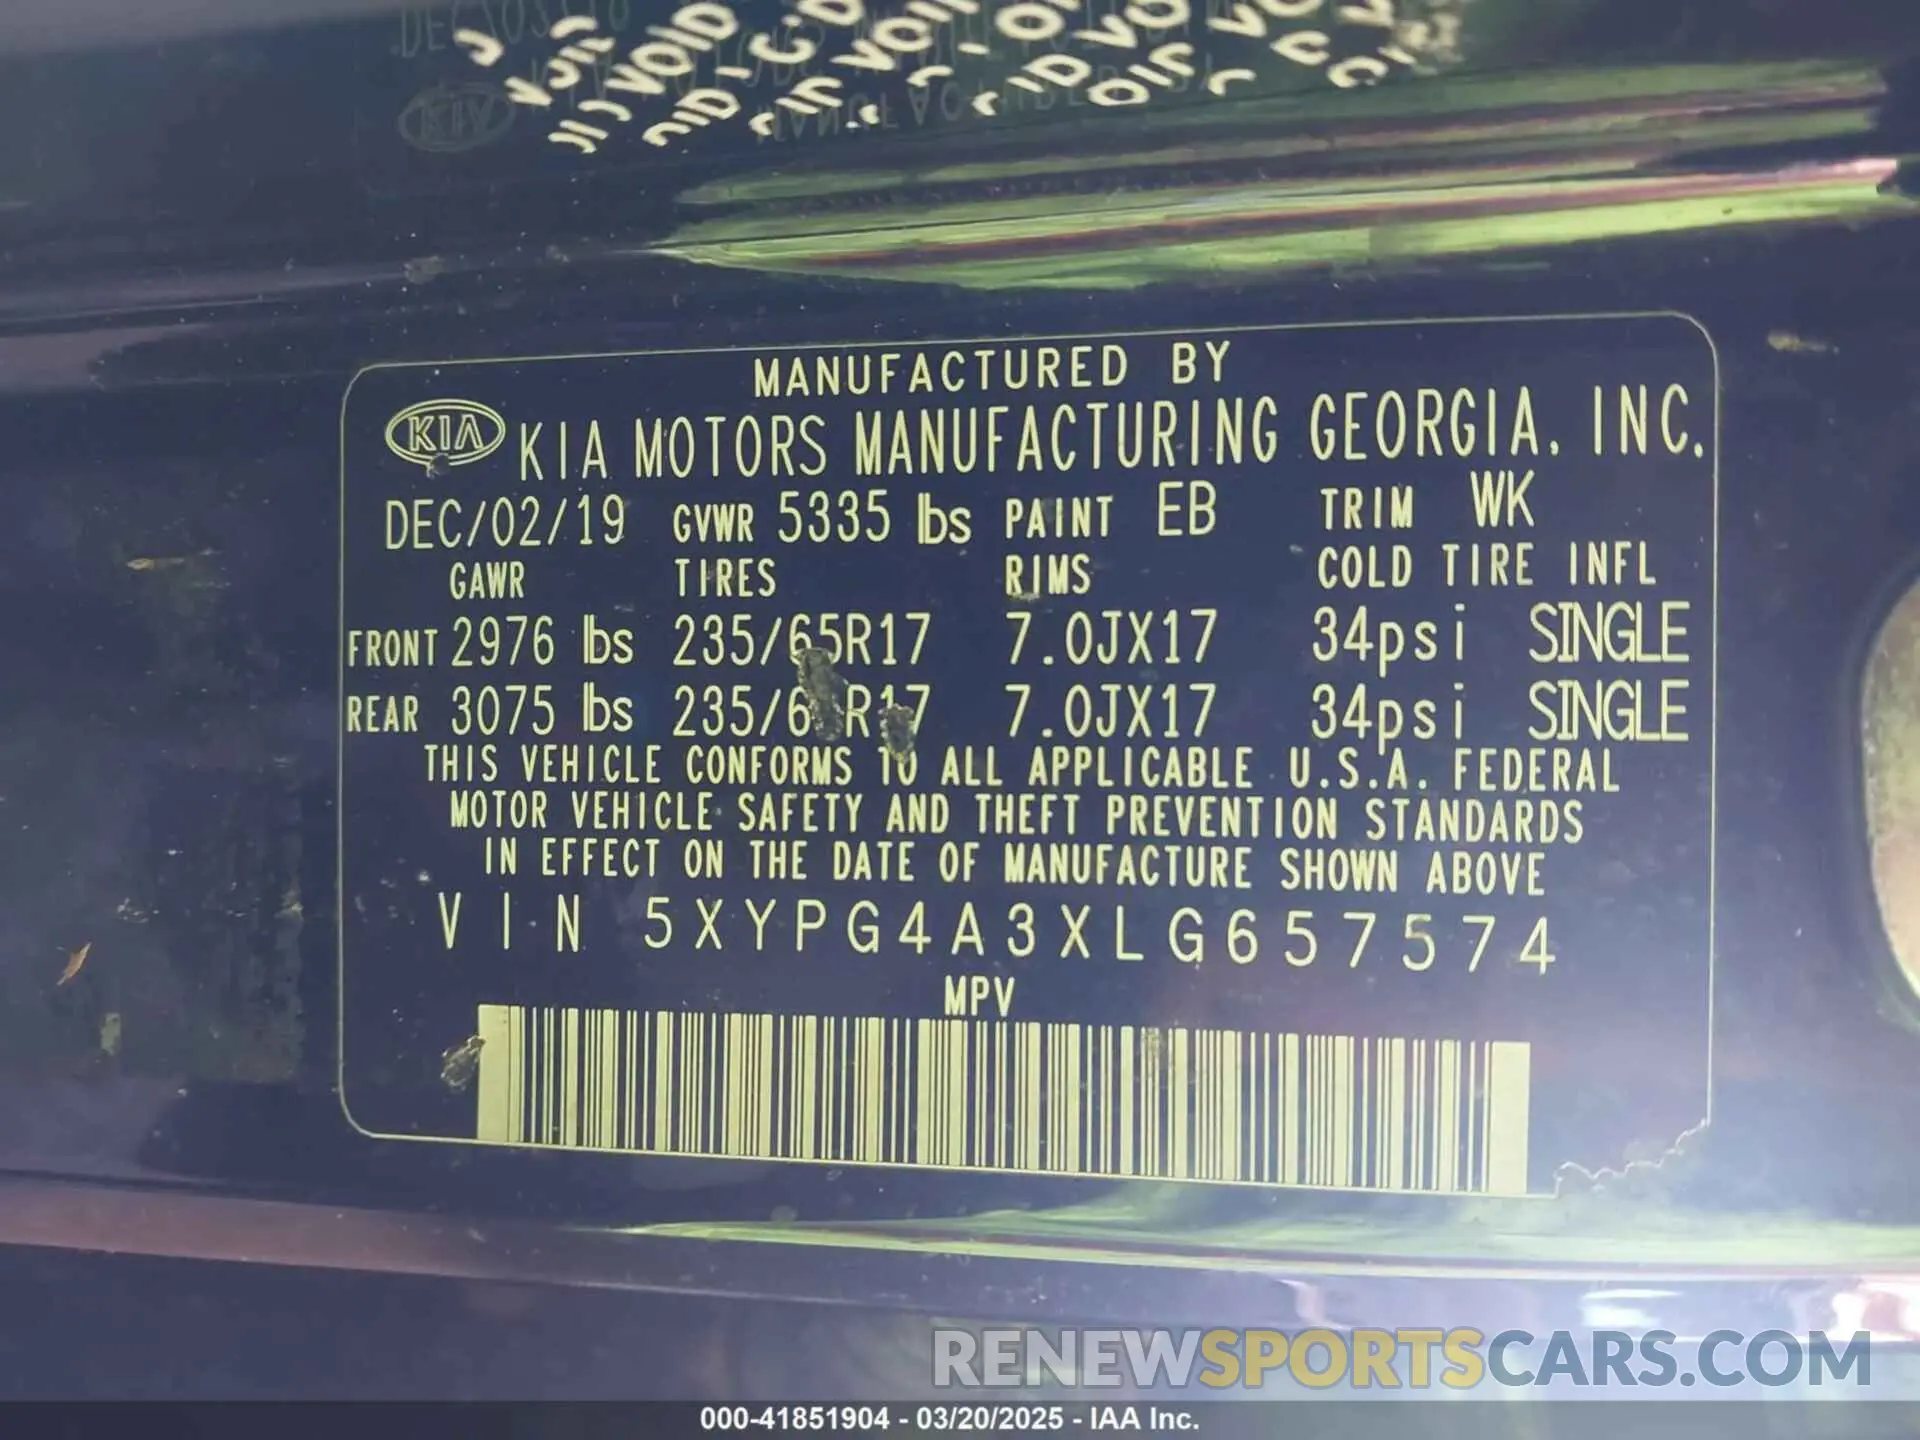 VOID
MANUFACTURED BY
KIA KIA MOTORS MANUFACTURING GEORGIA, INC.
DEC/02/19 GVWR 5335 lbs PAINT EB TRIM WK
GAWR TIRES RIMS COLD TIRE INFL
FRONT 2976 lbs 235/65R17 7.0JX17 34psi SINGLE
REAR 3075 lbs 235/65R17 7.0JX17 34psi SINGLE
THIS VEHICLE CONFORMS TO ALL APPLICABLE U.S.A. FEDERAL
MOTOR VEHICLE SAFETY AND THEFT PREVENTION STANDARDS
IN EFFECT ON THE DATE OF MANUFACTURE SHOWN ABOVE
VIN 5XYPG4A3XLG657574
MPV
RENEWSPORTSCARS.COM
000-41851904 - 03/20/2025 - IAA Inc.